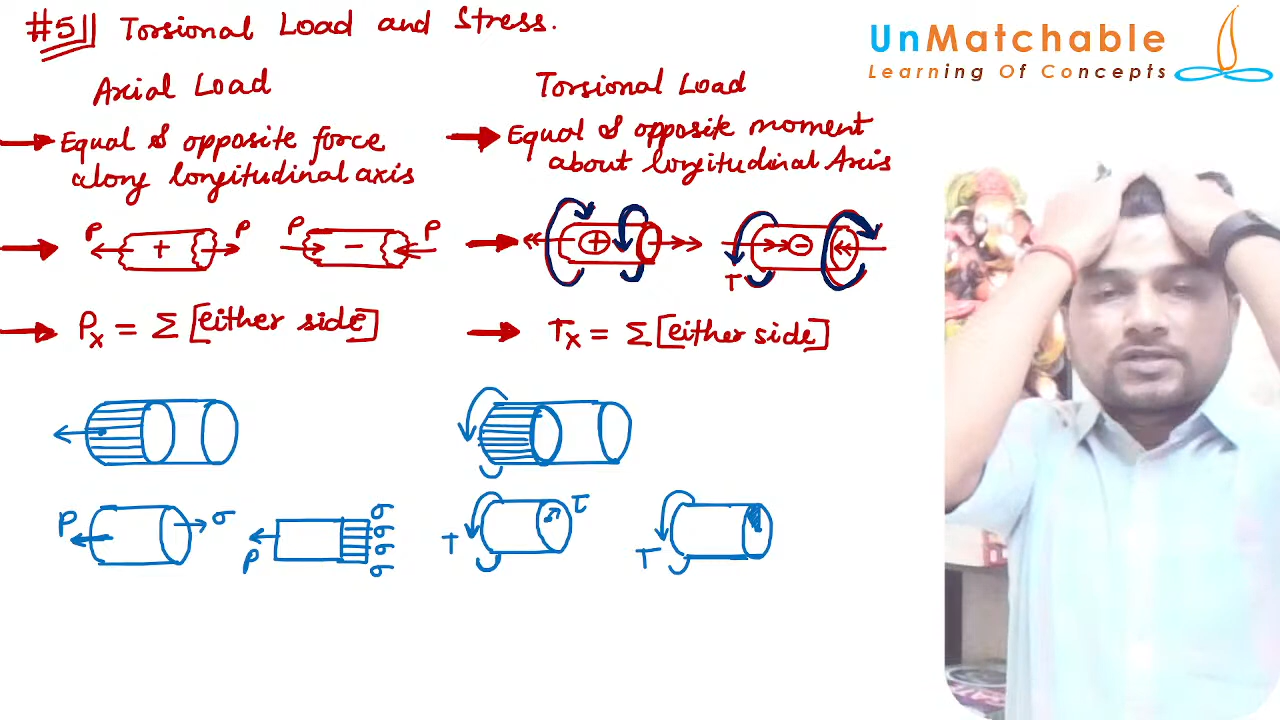 #51 Torsional Load and Stress.
UnMatchable
Learning Of Concepts
Axial Load
Equal & opposite force
along longitudinal axis
P P P P
+ -
Pₓ = Σ [either side]
P σ
P σ σ σ σ
Torsional Load
Equal & opposite moment
about longitudinal Axis
+ -
T
Tₓ = Σ [either side]
T τ
T